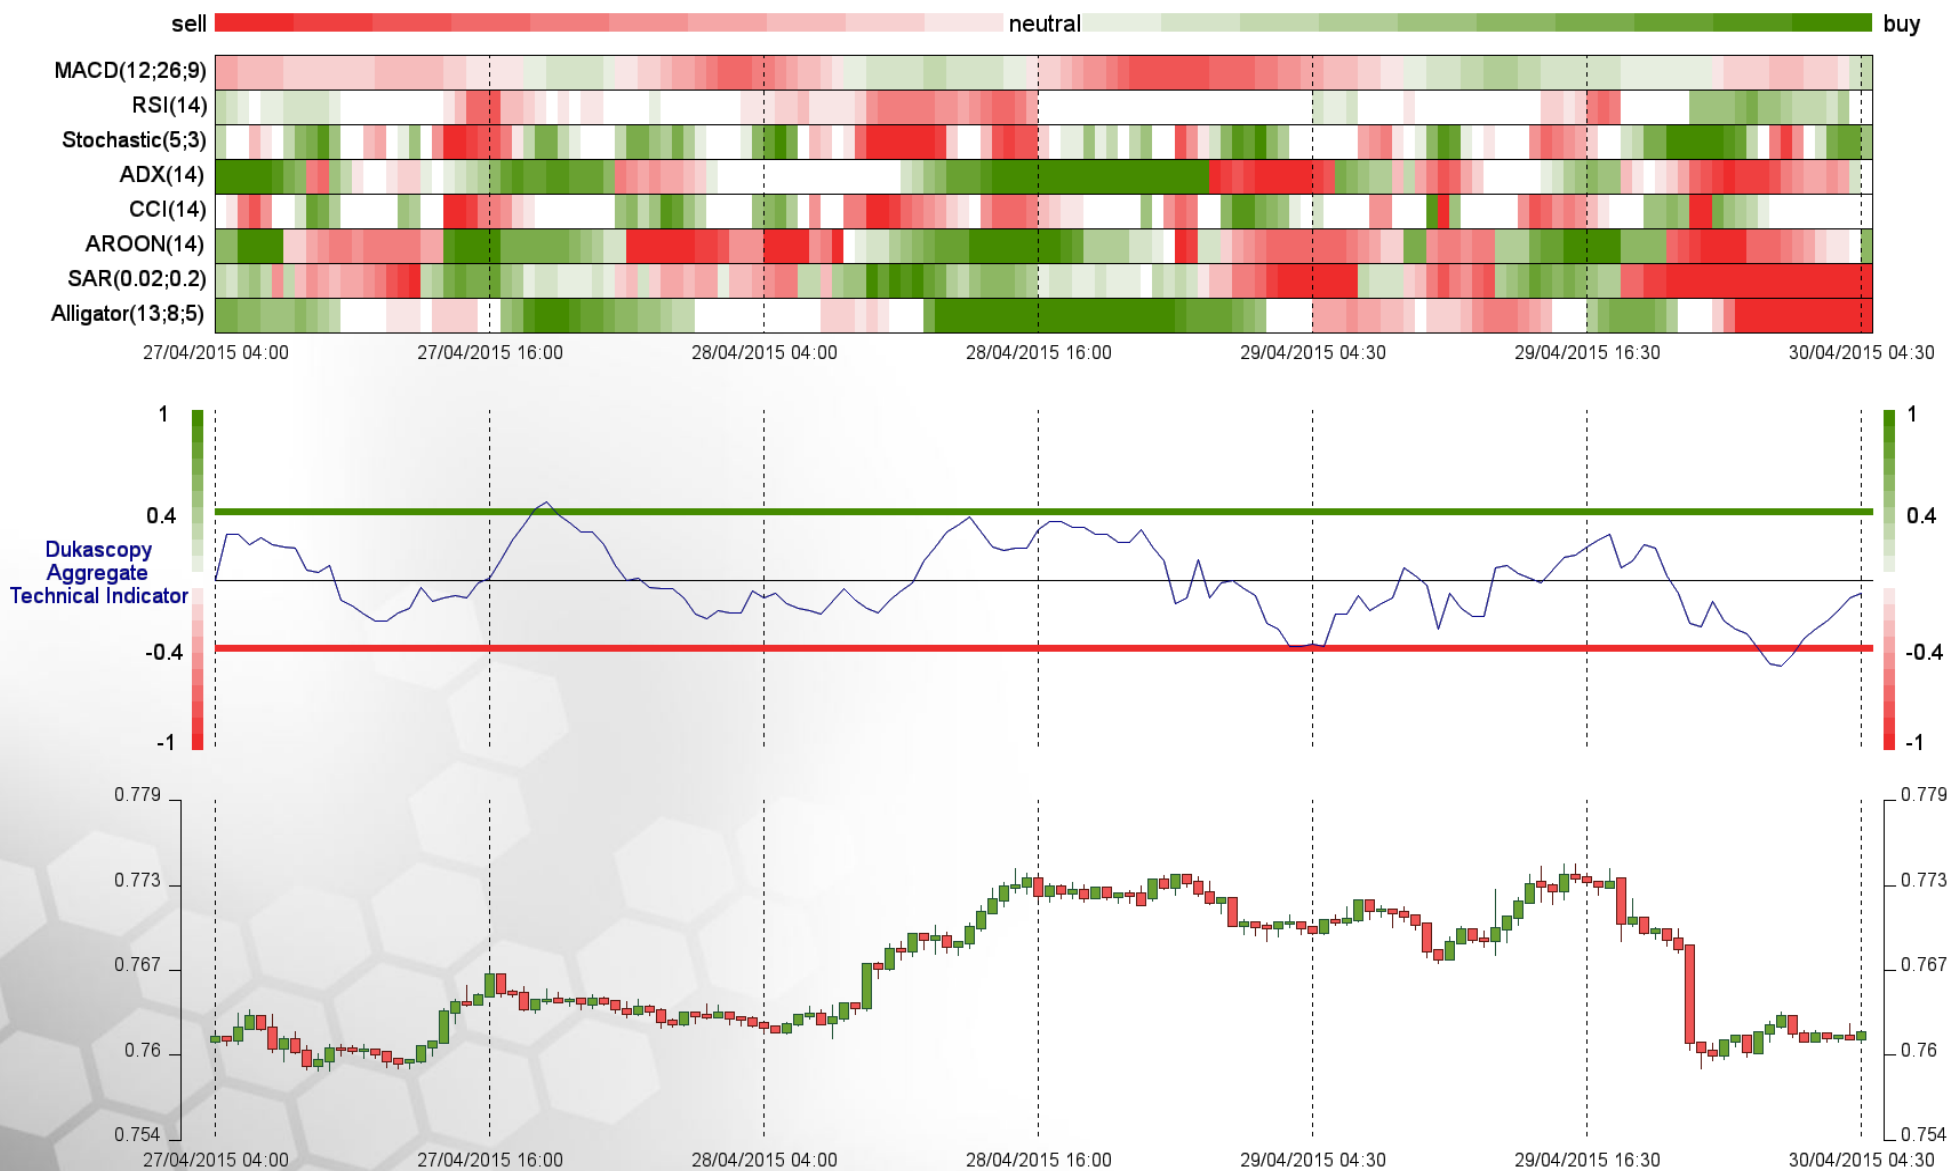 sell neutral buy
MACD(12;26;9)
RSI(14)
Stochastic(5;3)
ADX(14)
CCI(14)
AROON(14)
SAR(0.02;0.2)
Alligator(13;8;5)
27/04/2015 04:00 27/04/2015 16:00 28/04/2015 04:00 28/04/2015 16:00 29/04/2015 04:30 29/04/2015 16:30 30/04/2015 04:30
1 1
0.4 0.4
Dukascopy
Aggregate
Technical Indicator
-0.4 -0.4
-1 -1
0.779 0.779
0.773 0.773
0.767 0.767
0.76 0.76
0.754 0.754
27/04/2015 04:00 27/04/2015 16:00 28/04/2015 04:00 28/04/2015 16:00 29/04/2015 04:30 29/04/2015 16:30 30/04/2015 04:30